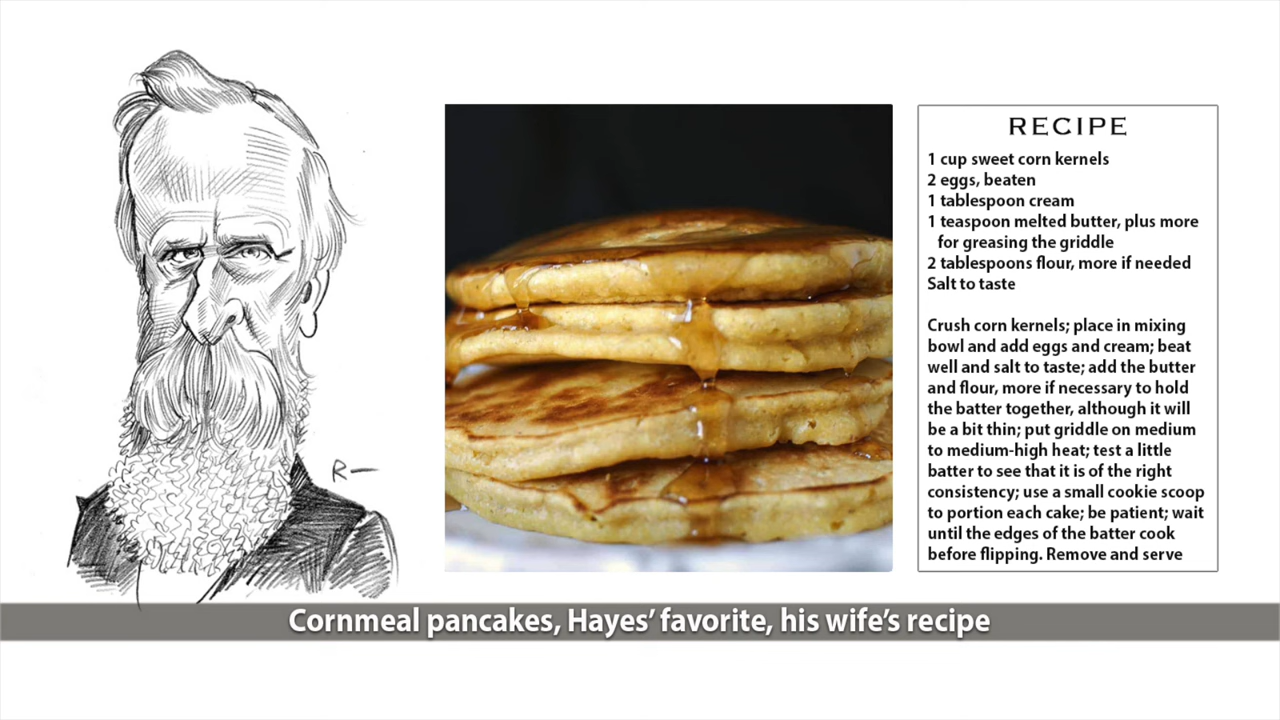 RECIPE
1 cup sweet corn kernels
2 eggs, beaten
1 tablespoon cream
1 teaspoon melted butter, plus more
for greasing the griddle
2 tablespoons flour, more if needed
Salt to taste
Crush corn kernels; place in mixing
bowl and add eggs and cream; beat
well and salt to taste; add the butter
and flour, more if necessary to hold
the batter together, although it will
be a bit thin; put griddle on medium
to medium-high heat; test a little
batter to see that it is of the right
consistency; use a small cookie scoop
to portion each cake; be patient; wait
until the edges of the batter cook
before flipping. Remove and serve
R—
Cornmeal pancakes, Hayes’ favorite, his wife’s recipe